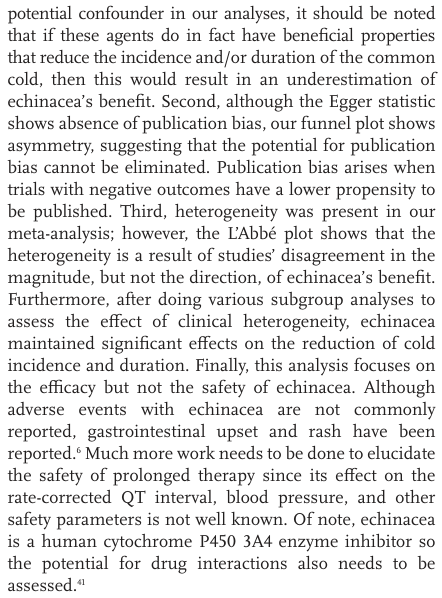 potential confounder in our analyses, it should be noted
that if these agents do in fact have beneficial properties
that reduce the incidence and/or duration of the common
cold, then this would result in an underestimation of
echinacea’s benefit. Second, although the Egger statistic
shows absence of publication bias, our funnel plot shows
asymmetry, suggesting that the potential for publication
bias cannot be eliminated. Publication bias arises when
trials with negative outcomes have a lower propensity to
be published. Third, heterogeneity was present in our
meta-analysis; however, the L’Abbé plot shows that the
heterogeneity is a result of studies’ disagreement in the
magnitude, but not the direction, of echinacea’s benefit.
Furthermore, after doing various subgroup analyses to
assess the effect of clinical heterogeneity, echinacea
maintained significant effects on the reduction of cold
incidence and duration. Finally, this analysis focuses on
the efficacy but not the safety of echinacea. Although
adverse events with echinacea are not commonly
reported, gastrointestinal upset and rash have been
reported.⁶ Much more work needs to be done to elucidate
the safety of prolonged therapy since its effect on the
rate-corrected QT interval, blood pressure, and other
safety parameters is not well known. Of note, echinacea
is a human cytochrome P450 3A4 enzyme inhibitor so
the potential for drug interactions also needs to be
assessed.⁴¹